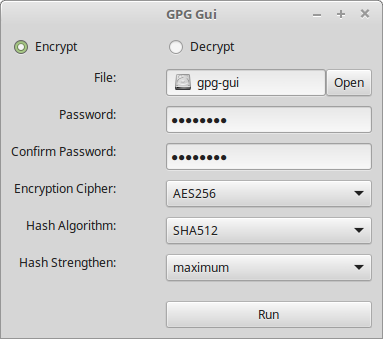 GPG Gui
Encrypt Decrypt
File: gpg-gui Open
Password: ●●●●●●●●
Confirm Password: ●●●●●●●●
Encryption Cipher: AES256
Hash Algorithm: SHA512
Hash Strengthen: maximum
Run